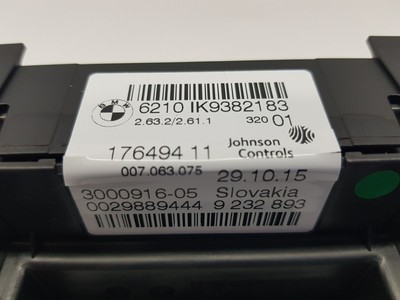 BMW
6210 IK9382183
2.63.2/2.61.1 320 01
176494 11 Johnson Controls
007.063.075 29.10.15
3000916-05 Slovakia
0029889444 9 232 893